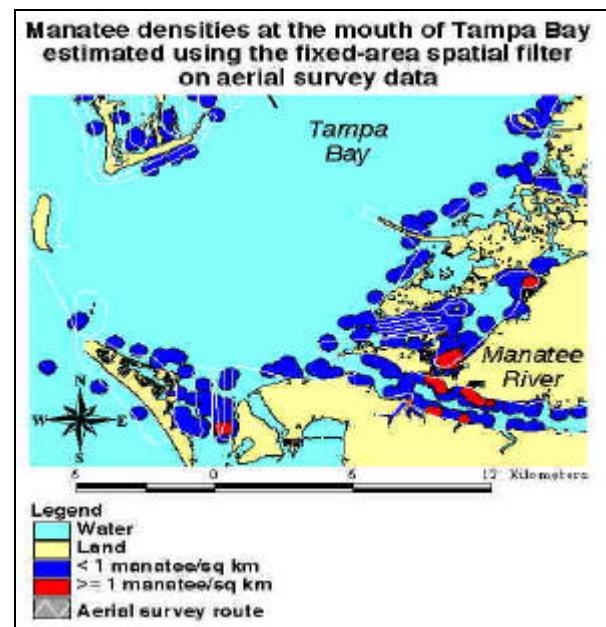 Manatee densities at the mouth of Tampa Bay
estimated using the fixed-area spatial filter
on aerial survey data
Tampa
Bay
Manatee
River
N
W E
S
6 0 6 12 Kilometers
Legend
Water
Land
< 1 manatee/sq km
>= 1 manatee/sq km
Aerial survey route